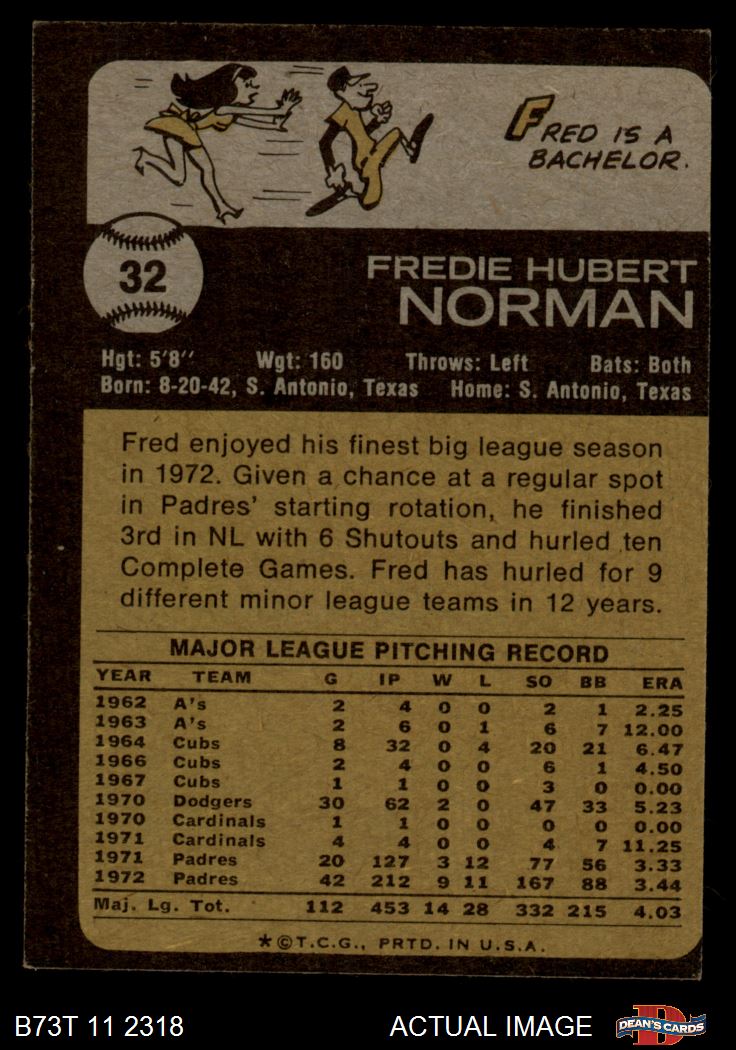 FRED IS A
BACHELOR.
32
FREDIE HUBERT
NORMAN
Hgt: 5'8'' Wgt: 160 Throws: Left Bats: Both
Born: 8-20-42, S. Antonio, Texas Home: S. Antonio, Texas
Fred enjoyed his finest big league season
in 1972. Given a chance at a regular spot
in Padres' starting rotation, he finished
3rd in NL with 6 Shutouts and hurled ten
Complete Games. Fred has hurled for 9
different minor league teams in 12 years.
MAJOR LEAGUE PITCHING RECORD
YEAR TEAM G IP W L SO BB ERA
1962 A's 2 4 0 0 2 1 2.25
1963 A's 2 6 0 1 6 7 12.00
1964 Cubs 8 32 0 4 20 21 6.47
1966 Cubs 2 4 0 0 6 1 4.50
1967 Cubs 1 1 0 0 3 0 0.00
1970 Dodgers 30 62 2 0 47 33 5.23
1970 Cardinals 1 1 0 0 0 0 0.00
1971 Cardinals 4 4 0 0 4 7 11.25
1971 Padres 20 127 3 12 77 56 3.33
1972 Padres 42 212 9 11 167 88 3.44
Maj. Lg. Tot. 112 453 14 28 332 215 4.03
*©T.C.G., PRTD. IN U.S.A.
B73T 11 2318 ACTUAL IMAGE D DEAN'S CARDS